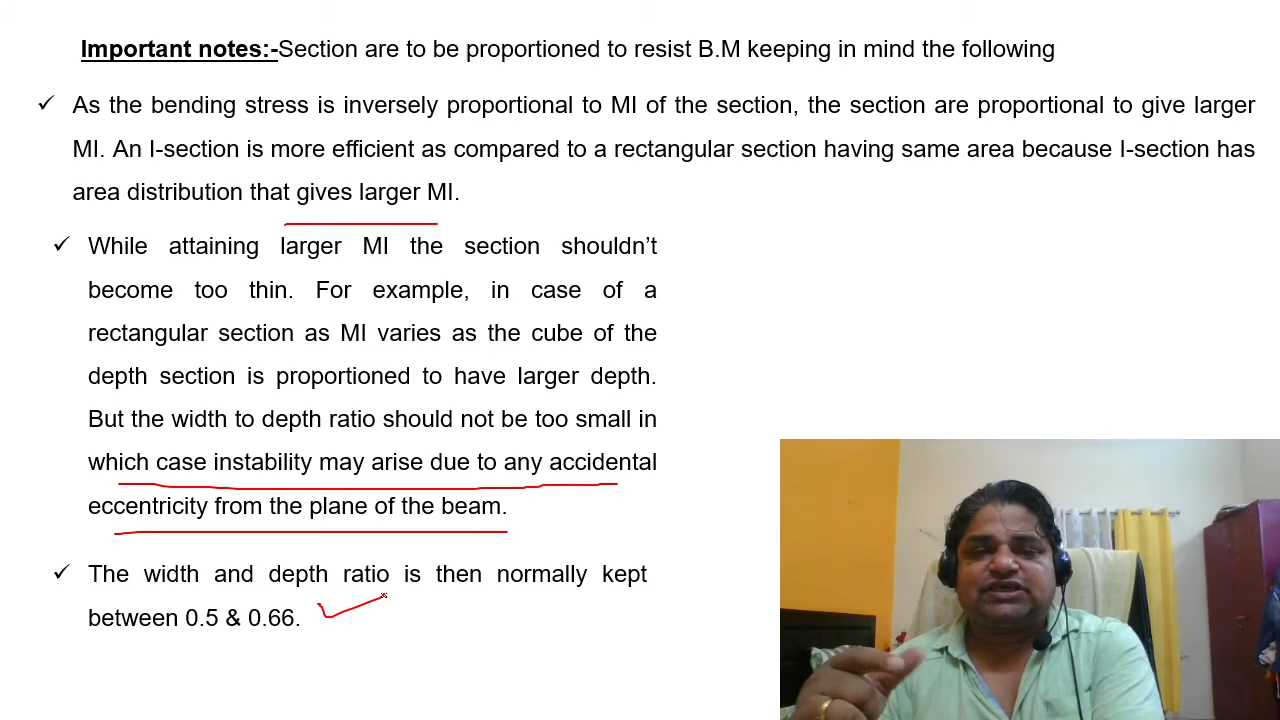 Important notes:-Section are to be proportioned to resist B.M keeping in mind the following
✓ As the bending stress is inversely proportional to MI of the section, the section are proportional to give larger
MI. An I-section is more efficient as compared to a rectangular section having same area because I-section has
area distribution that gives larger MI.
✓ While attaining larger MI the section shouldn’t
become too thin. For example, in case of a
rectangular section as MI varies as the cube of the
depth section is proportioned to have larger depth.
But the width to depth ratio should not be too small in
which case instability may arise due to any accidental
eccentricity from the plane of the beam.
✓ The width and depth ratio is then normally kept
between 0.5 & 0.66.